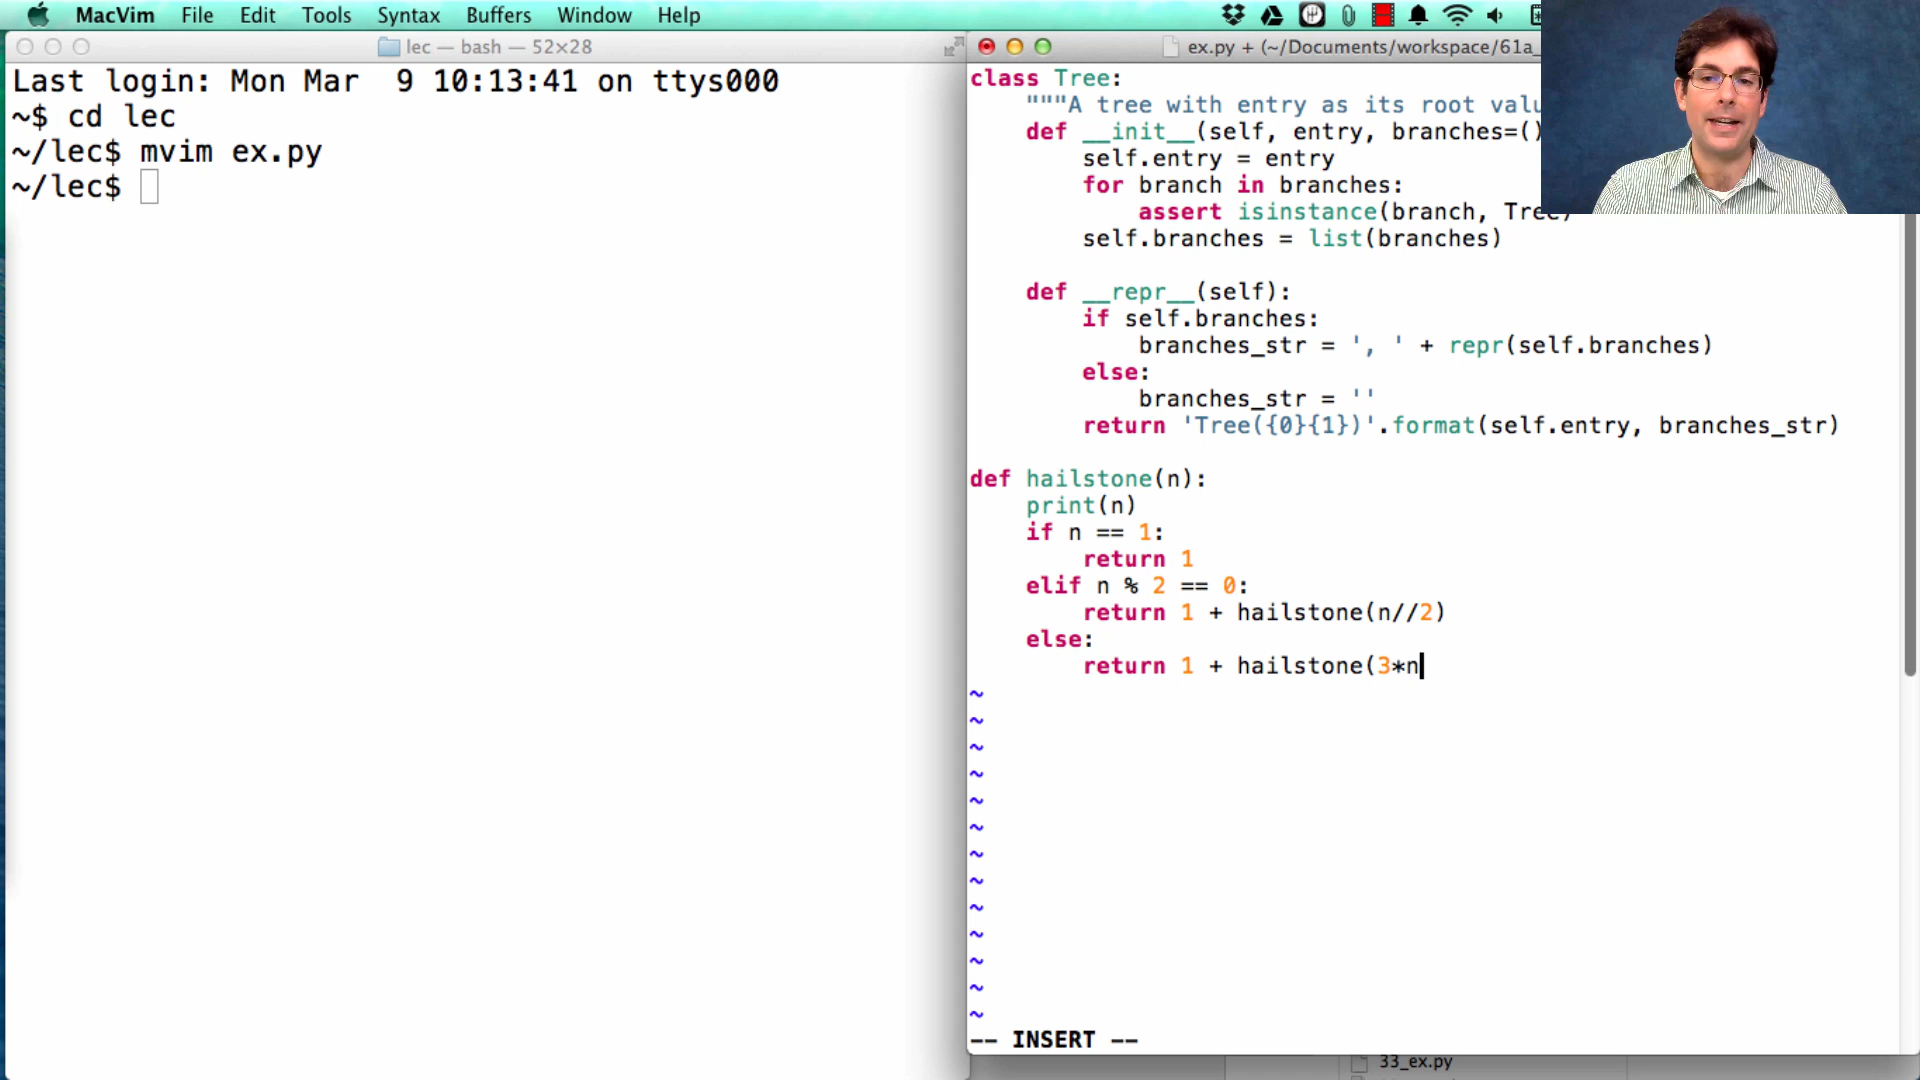 MacVim File Edit Tools Syntax Buffers Window Help
lec — bash — 52×28
Last login: Mon Mar  9 10:13:41 on ttys000
~$ cd lec
~/lec$ mvim ex.py
~/lec$
ex.py + (~/Documents/workspace/61a_
class Tree:
    """A tree with entry as its root valu
    def __init__(self, entry, branches=()
        self.entry = entry
        for branch in branches:
            assert isinstance(branch, Tree)
        self.branches = list(branches)
    def __repr__(self):
        if self.branches:
            branches_str = ', ' + repr(self.branches)
        else:
            branches_str = ''
        return 'Tree({0}{1})'.format(self.entry, branches_str)
def hailstone(n):
    print(n)
    if n == 1:
        return 1
    elif n % 2 == 0:
        return 1 + hailstone(n//2)
    else:
        return 1 + hailstone(3*n
~
~
~
~
~
~
~
~
~
~
~
~
~
-- INSERT --
33_ex.py